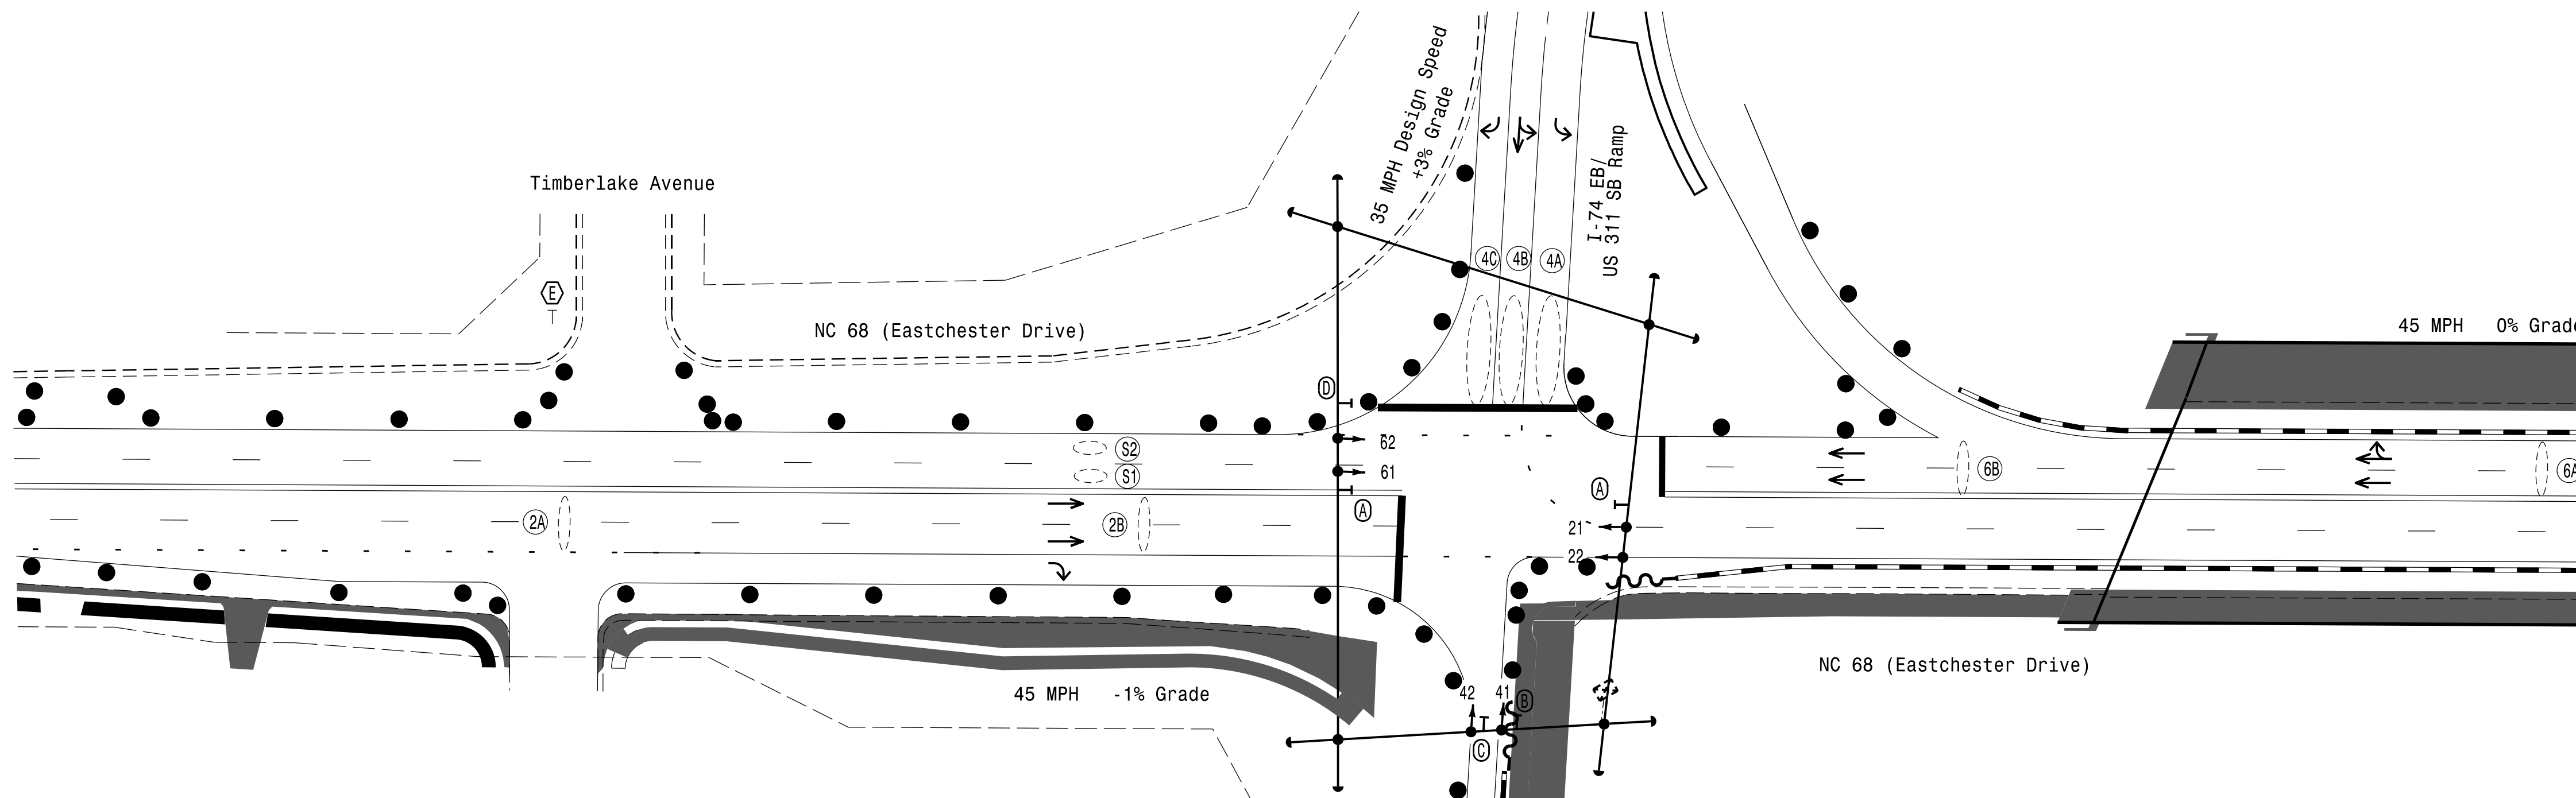 35 MPH Design Speed
+3% Grade
I-74 EB/
US 311 SB Ramp
Timberlake Avenue
4C
4B
4A
E
NC 68 (Eastchester Drive)
45 MPH 0% Grade
D
62
S2
61
S1
6B
6A
A
A
2A
2B
21
22
NC 68 (Eastchester Drive)
45 MPH -1% Grade
42
41
B
C